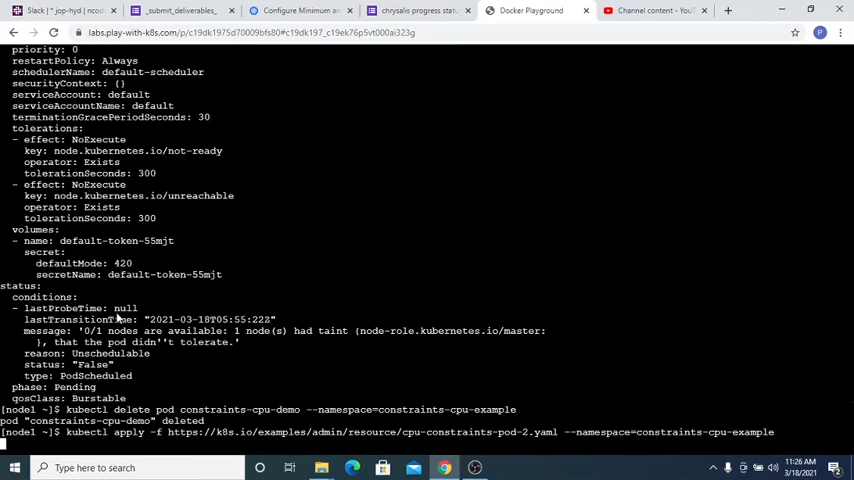 Slack | * jop-hyd | ncod
_submit_deliverables_
Configure Minimum an
chrysalis progress statu
Docker Playground
Channel content - YouT
labs.play-with-k8s.com/p/c19dk1975d70009bfs80#c19dk197_c19ek76p5vt000ai323g
P
priority: 0
restartPolicy: Always
schedulerName: default-scheduler
securityContext: {}
serviceAccount: default
serviceAccountName: default
terminationGracePeriodSeconds: 30
tolerations:
- effect: NoExecute
key: node.kubernetes.io/not-ready
operator: Exists
tolerationSeconds: 300
- effect: NoExecute
key: node.kubernetes.io/unreachable
operator: Exists
tolerationSeconds: 300
volumes:
- name: default-token-55mjt
secret:
defaultMode: 420
secretName: default-token-55mjt
status:
conditions:
- lastProbeTime: null
lastTransitionTime: "2021-03-18T05:55:22Z"
message: '0/1 nodes are available: 1 node(s) had taint {node-role.kubernetes.io/master:
}, that the pod didn''t tolerate.'
reason: Unschedulable
status: "False"
type: PodScheduled
phase: Pending
qosClass: Burstable
[node1 ~]$ kubectl delete pod constraints-cpu-demo --namespace=constraints-cpu-example
pod "constraints-cpu-demo" deleted
[node1 ~]$ kubectl apply -f https://k8s.io/examples/admin/resource/cpu-constraints-pod-2.yaml --namespace=constraints-cpu-example
Type here to search
11:26 AM
3/18/2021
2